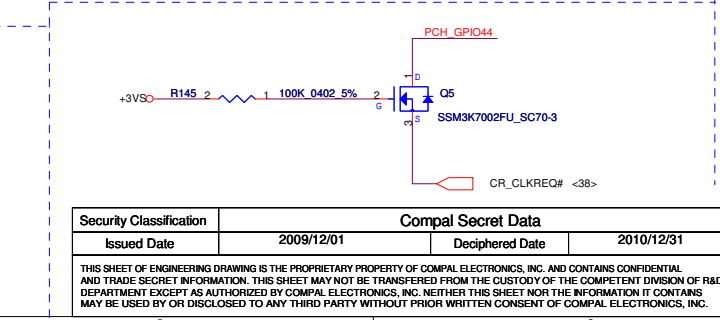 PCH_GPIO44
1 D
+3VS R145 2 1 100K_0402_5% 2 G Q5
SSM3K7002FU_SC70-3
3 S
CR_CLKREQ# <38>
Security Classification Compal Secret Data
Issued Date 2009/12/01 Deciphered Date 2010/12/31
THIS SHEET OF ENGINEERING DRAWING IS THE PROPRIETARY PROPERTY OF COMPAL ELECTRONICS, INC. AND CONTAINS CONFIDENTIAL
AND TRADE SECRET INFORMATION. THIS SHEET MAY NOT BE TRANSFERED FROM THE CUSTODY OF THE COMPETENT DIVISION OF R&D
DEPARTMENT EXCEPT AS AUTHORIZED BY COMPAL ELECTRONICS, INC. NEITHER THIS SHEET NOR THE INFORMATION IT CONTAINS
MAY BE USED BY OR DISCLOSED TO ANY THIRD PARTY WITHOUT PRIOR WRITTEN CONSENT OF COMPAL ELECTRONICS, INC.